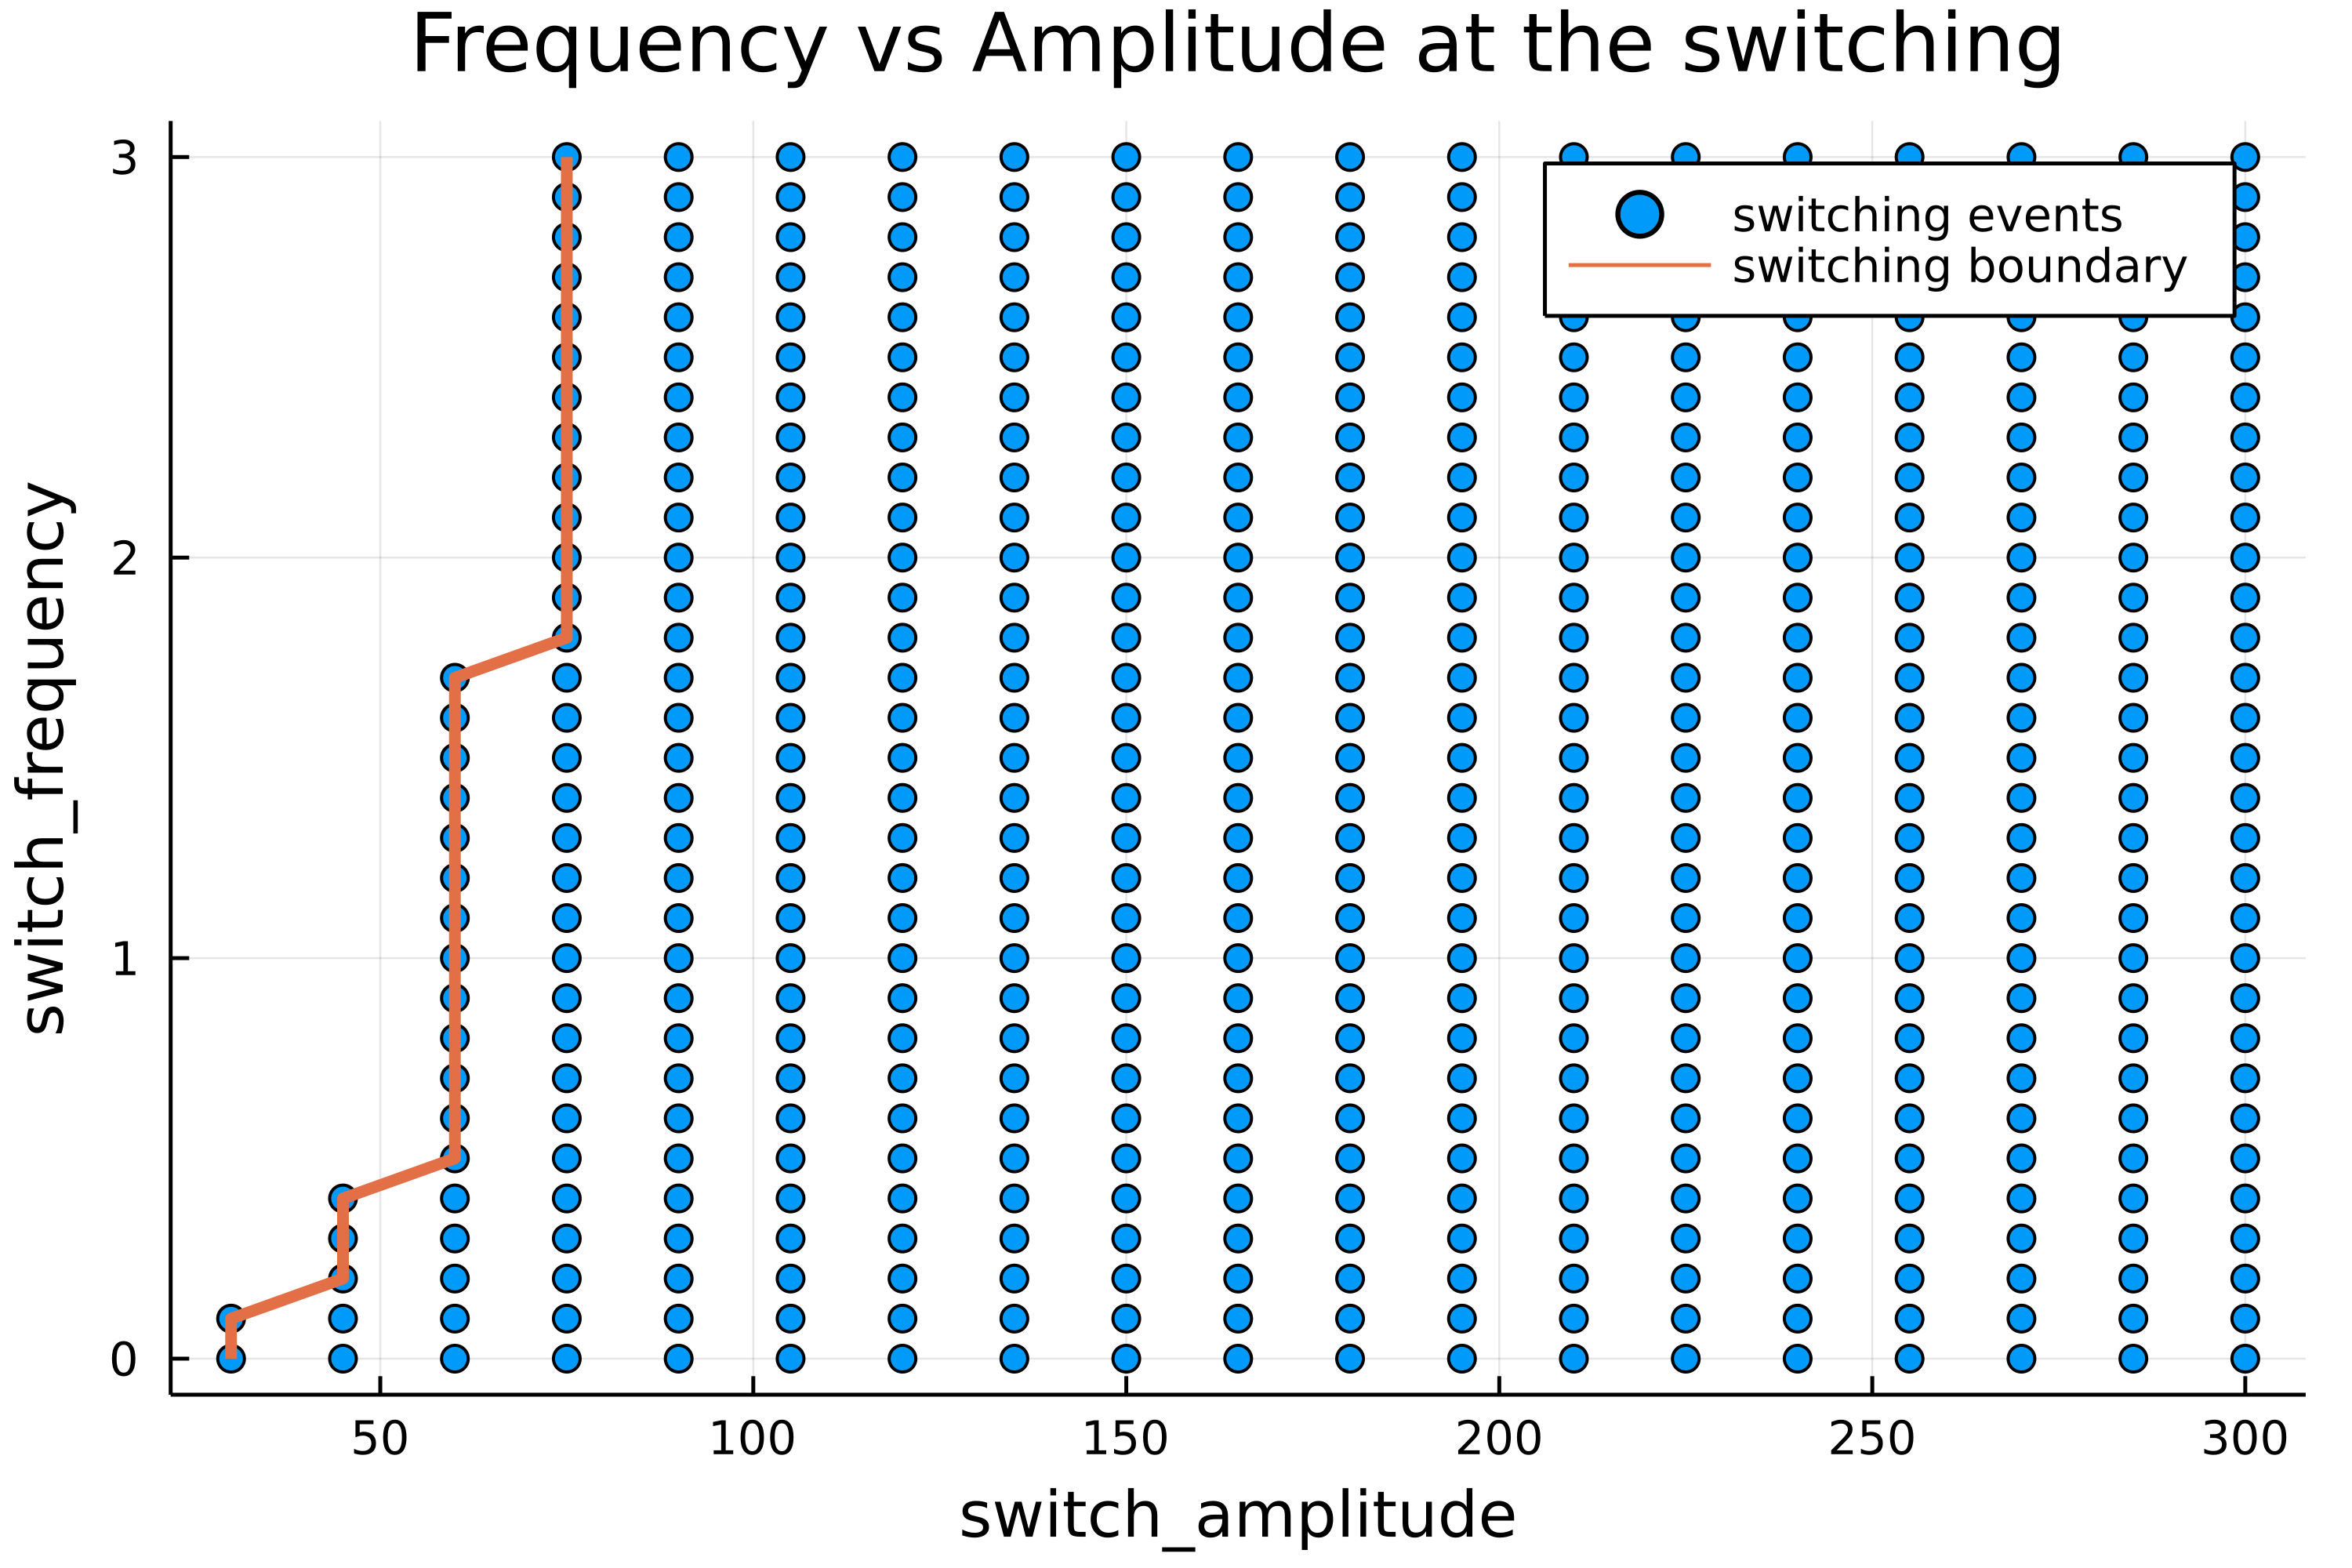 Frequency vs Amplitude at the switching
switching events
switching boundary
switch_frequency
3
2
1
0
50 100 150 200 250 300
switch_amplitude